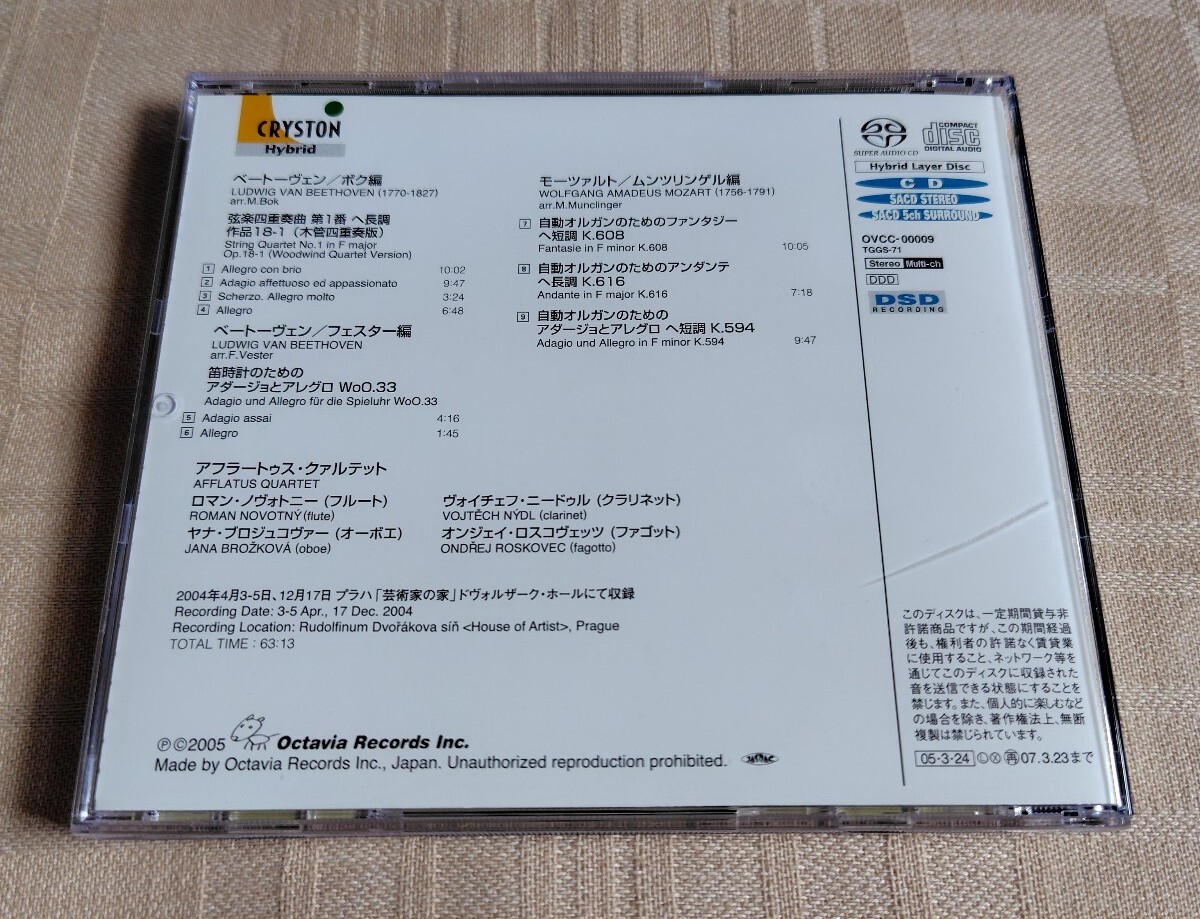 CRYSTON
Hybrid
ベートーヴェン/ボク編
LUDWIG VAN BEETHOVEN (1770-1827)
arr.M.Bok
弦楽四重奏曲 第1番 ヘ長調
作品18-1 (木管四重奏版)
String Quartet No.1 in F major
Op.18-1 (Woodwind Quartet Version)
1 Allegro con brio 10:02
2 Adagio affettuoso ed appassionato 9:47
3 Scherzo. Allegro molto 3:24
4 Allegro 6:48
ベートーヴェン/フェスター編
LUDWIG VAN BEETHOVEN
arr.F.Vester
笛時計のための
アダージョとアレグロ WoO.33
Adagio und Allegro für die Spieluhr WoO.33
5 Adagio assai 4:16
6 Allegro 1:45
モーツァルト/ムンツリンゲル編
WOLFGANG AMADEUS MOZART (1756-1791)
arr.M.Munclinger
7 自動オルガンのためのファンタジー
ヘ短調 K.608
Fantasie in F minor K.608 10:05
8 自動オルガンのためのアンダンテ
ヘ長調 K.616
Andante in F major K.616 7:18
9 自動オルガンのための
アダージョとアレグロ ヘ短調 K.594
Adagio und Allegro in F minor K.594 9:47
アフラートゥス・クァルテット
AFFLATUS QUARTET
ロマン・ノヴォトニー (フルート)
ROMAN NOVOTNÝ (flute)
ヴォイチェフ・ニードゥル (クラリネット)
VOJTĚCH NÝDL (clarinet)
ヤナ・ブロジュコヴァー (オーボエ)
JANA BROŽKOVÁ (oboe)
オンジェイ・ロスコヴェッツ (ファゴット)
ONDŘEJ ROSKOVEC (fagotto)
2004年4月3-5日、12月17日 プラハ「芸術家の家」ドヴォルザーク・ホールにて収録
Recording Date: 3-5 Apr., 17 Dec. 2004
Recording Location: Rudolfinum Dvořákova síň <House of Artist>, Prague
TOTAL TIME : 63:13
℗©2005 Octavia Records Inc.
Made by Octavia Records Inc., Japan. Unauthorized reproduction prohibited. JASRAC
SUPER AUDIO CD
COMPACT disc DIGITAL AUDIO
Hybrid Layer Disc
CD
SACD STEREO
SACD 5ch SURROUND
OVCC-00009
TGGS-71
Stereo Multi-ch
DDD
DSD
RECORDING
このディスクは、一定期間貸与非
許諾商品ですが、この期間経過
後も、権利者の許諾なく賃貸業
に使用すること、ネットワーク等を
通じてこのディスクに収録された
音を送信できる状態にすることを
禁じます。また、個人的に楽しむなど
の場合を除き、著作権法上、無断
複製は禁じられています。
05・3・24 Ⓛ Ⓧ 再 07.3.23まで